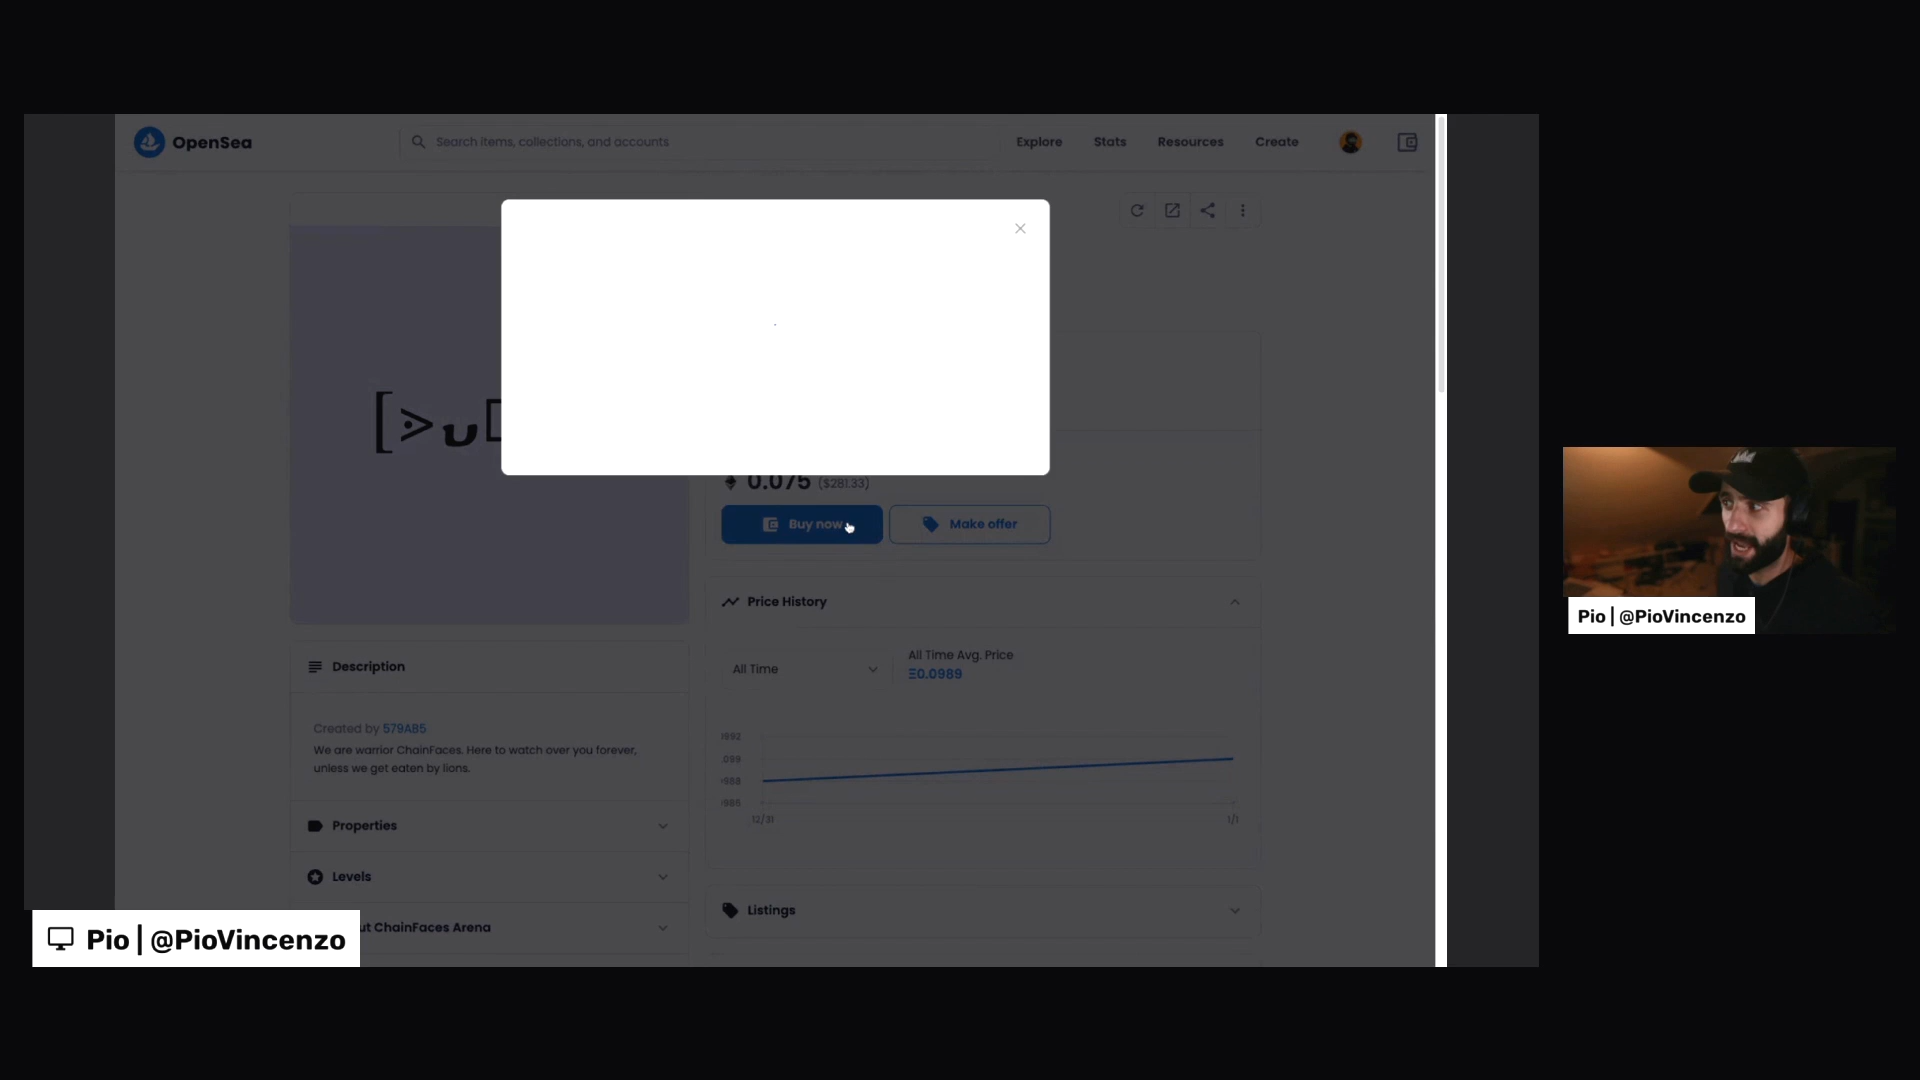 OpenSea
Search items, collections, and accounts
Explore
Stats
Resources
Create
0.075 ($281.33)
Buy now
Make offer
Price History
All Time
All Time Avg. Price
Ξ0.0989
12/31
1/1
Description
Created by 579AB5
We are warrior ChainFaces. Here to watch over you forever,
unless we get eaten by lions.
Properties
Levels
ChainFaces Arena
Listings
Pio | @PioVincenzo
Pio | @PioVincenzo